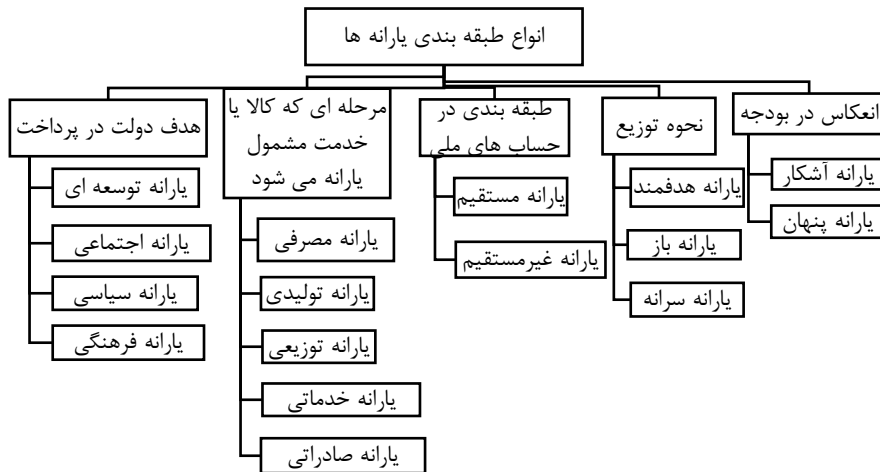 انواع طبقه بندی یارانه ها
انعکاس در بودجه
یارانه آشکار
یارانه پنهان
نحوه توزیع
یارانه هدفمند
یارانه باز
یارانه سرانه
طبقه بندی در
حساب های ملی
یارانه مستقیم
یارانه غیرمستقیم
مرحله ای که کالا یا
خدمت مشمول
یارانه می شود
یارانه مصرفی
یارانه تولیدی
یارانه توزیعی
یارانه خدماتی
یارانه صادراتی
هدف دولت در پرداخت
یارانه توسعه ای
یارانه اجتماعی
یارانه سیاسی
یارانه فرهنگی